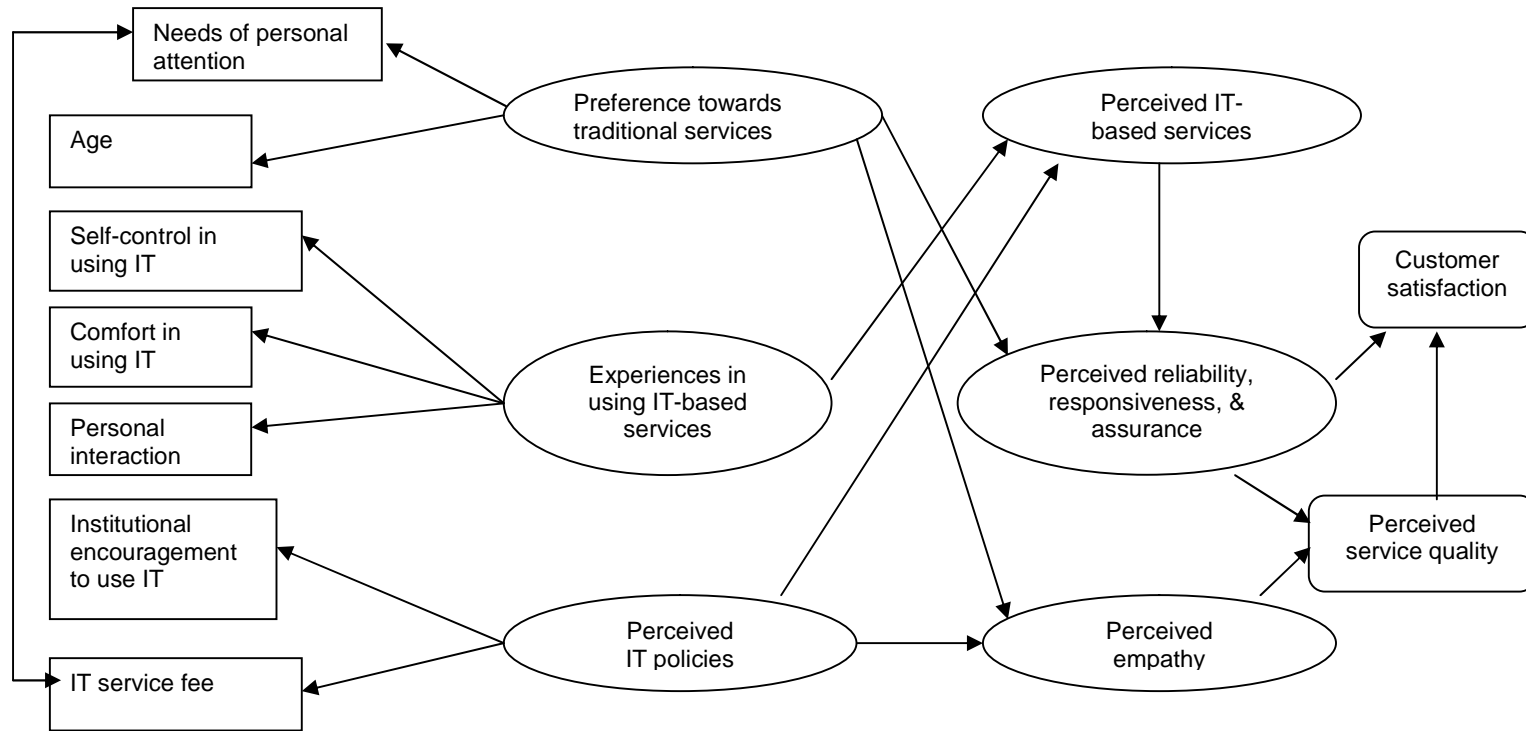 Needs of personal
attention
Preference towards
traditional services
Perceived IT-
based services
Age
Self-control in
using IT
Customer
satisfaction
Comfort in
using IT
Experiences in
using IT-based
services
Perceived reliability,
responsiveness, &
assurance
Personal
interaction
Institutional
encouragement
to use IT
Perceived
service quality
Perceived
IT policies
Perceived
empathy
IT service fee